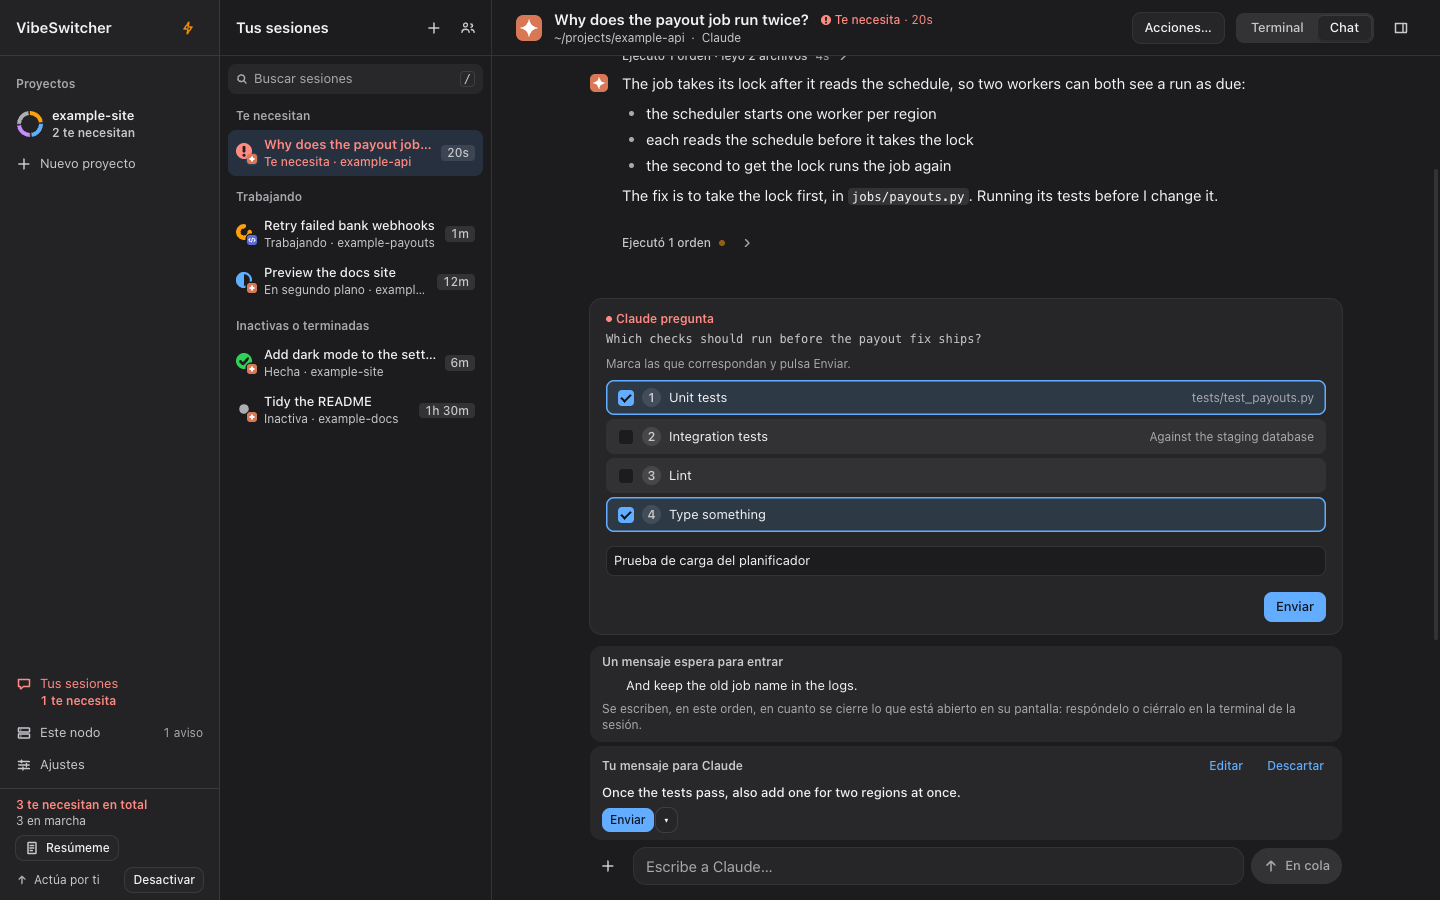 VibeSwitcher
Proyectos
example-site
2 te necesitan
Nuevo proyecto
Tus sesiones
1 te necesita
Este nodo
1 aviso
Ajustes
3 te necesitan en total
3 en marcha
Resúmeme
Actúa por ti
Desactivar
Tus sesiones
Buscar sesiones
/
Te necesitan
Why does the payout job...
Te necesita · example-api
20s
Trabajando
Retry failed bank webhooks
Trabajando · example-payouts
1m
Preview the docs site
En segundo plano · exampl...
12m
Inactivas o terminadas
Add dark mode to the sett...
Hecha · example-site
6m
Tidy the README
Inactiva · example-docs
1h 30m
Why does the payout job run twice?
Te necesita · 20s
~/projects/example-api · Claude
Acciones...
Terminal
Chat
Ejecutó 1 orden · leyó 2 archivos 4s
The job takes its lock after it reads the schedule, so two workers can both see a run as due:
• the scheduler starts one worker per region
• each reads the schedule before it takes the lock
• the second to get the lock runs the job again
The fix is to take the lock first, in jobs/payouts.py. Running its tests before I change it.
Ejecutó 1 orden
Claude pregunta
Which checks should run before the payout fix ships?
Marca las que correspondan y pulsa Enviar.
1 Unit tests
tests/test_payouts.py
2 Integration tests
Against the staging database
3 Lint
4 Type something
Prueba de carga del planificador
Enviar
Un mensaje espera para entrar
And keep the old job name in the logs.
Se escriben, en este orden, en cuanto se cierre lo que está abierto en su pantalla: respóndelo o ciérralo en la terminal de la
sesión.
Tu mensaje para Claude
Editar
Descartar
Once the tests pass, also add one for two regions at once.
Enviar
Escribe a Claude...
En cola